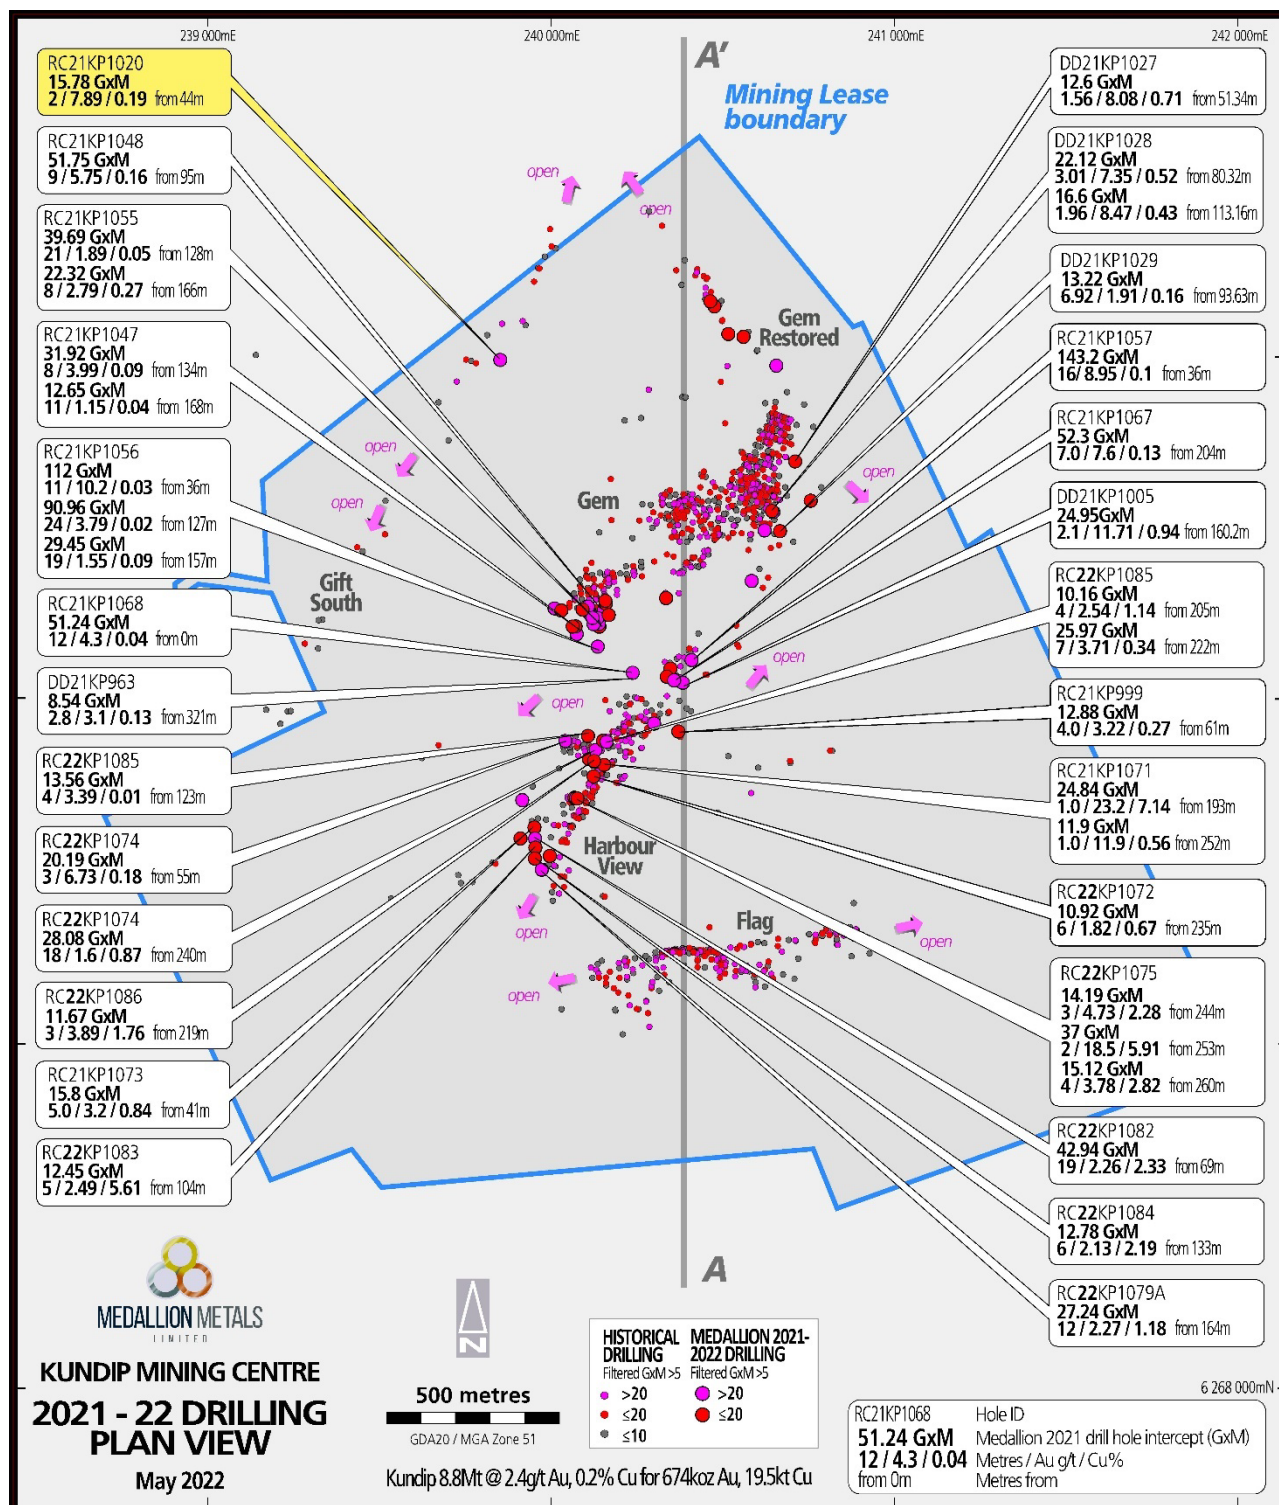 239 000mE
240 000mE
241 000mE
242 000mE
A'
Mining Lease
boundary
RC21KP1020
15.78 GxM
2 / 7.89 / 0.19 from 44m
RC21KP1048
51.75 GxM
9 / 5.75 / 0.16 from 95m
RC21KP1055
39.69 GxM
21 / 1.89 / 0.05 from 128m
22.32 GxM
8 / 2.79 / 0.27 from 166m
RC21KP1047
31.92 GxM
8 / 3.99 / 0.09 from 134m
12.65 GxM
11 / 1.15 / 0.04 from 168m
RC21KP1056
112 GxM
11 / 10.2 / 0.03 from 36m
90.96 GxM
24 / 3.79 / 0.02 from 127m
29.45 GxM
19 / 1.55 / 0.09 from 157m
RC21KP1068
51.24 GxM
12 / 4.3 / 0.04 from 0m
DD21KP963
8.54 GxM
2.8 / 3.1 / 0.13 from 321m
RC22KP1085
13.56 GxM
4 / 3.39 / 0.01 from 123m
RC22KP1074
20.19 GxM
3 / 6.73 / 0.18 from 55m
RC22KP1074
28.08 GxM
18 / 1.6 / 0.87 from 240m
RC22KP1086
11.67 GxM
3 / 3.89 / 1.76 from 219m
RC21KP1073
15.8 GxM
5.0 / 3.2 / 0.84 from 41m
RC22KP1083
12.45 GxM
5 / 2.49 / 5.61 from 104m
DD21KP1027
12.6 GxM
1.56 / 8.08 / 0.71 from 51.34m
DD21KP1028
22.12 GxM
3.01 / 7.35 / 0.52 from 80.32m
16.6 GxM
1.96 / 8.47 / 0.43 from 113.16m
DD21KP1029
13.22 GxM
6.92 / 1.91 / 0.16 from 93.63m
RC21KP1057
143.2 GxM
16/ 8.95 / 0.1 from 36m
RC21KP1067
52.3 GxM
7.0 / 7.6 / 0.13 from 204m
DD21KP1005
24.95GxM
2.1 / 11.71 / 0.94 from 160.2m
RC22KP1085
10.16 GxM
4 / 2.54 / 1.14 from 205m
25.97 GxM
7 / 3.71 / 0.34 from 222m
RC21KP999
12.88 GxM
4.0 / 3.22 / 0.27 from 61m
RC21KP1071
24.84 GxM
1.0 / 23.2 / 7.14 from 193m
11.9 GxM
1.0 / 11.9 / 0.56 from 252m
RC22KP1072
10.92 GxM
6 / 1.82 / 0.67 from 235m
RC22KP1075
14.19 GxM
3 / 4.73 / 2.28 from 244m
37 GxM
2 / 18.5 / 5.91 from 253m
15.12 GxM
4 / 3.78 / 2.82 from 260m
RC22KP1082
42.94 GxM
19 / 2.26 / 2.33 from 69m
RC22KP1084
12.78 GxM
6 / 2.13 / 2.19 from 133m
RC22KP1079A
27.24 GxM
12 / 2.27 / 1.18 from 164m
open
open
Gem
Restored
open
open
Gem
open
Gift
South
open
open
Harbour
View
open
Flag
open
open
A
MEDALLION METALS
LIMITED
KUNDIP MINING CENTRE
2021 - 22 DRILLING
PLAN VIEW
May 2022
N
500 metres
GDA20 / MGA Zone 51
HISTORICAL
DRILLING
Filtered GxM >5
>20
≤20
≤10
MEDALLION 2021-
2022 DRILLING
Filtered GxM >5
>20
≤20
Kundip 8.8Mt @ 2.4g/t Au, 0.2% Cu for 674koz Au, 19.5kt Cu
6 268 000mN
RC21KP1068 Hole ID
51.24 GxM Medallion 2021 drill hole intercept (GxM)
12 / 4.3 / 0.04 Metres / Au g/t / Cu%
from 0m Metres from